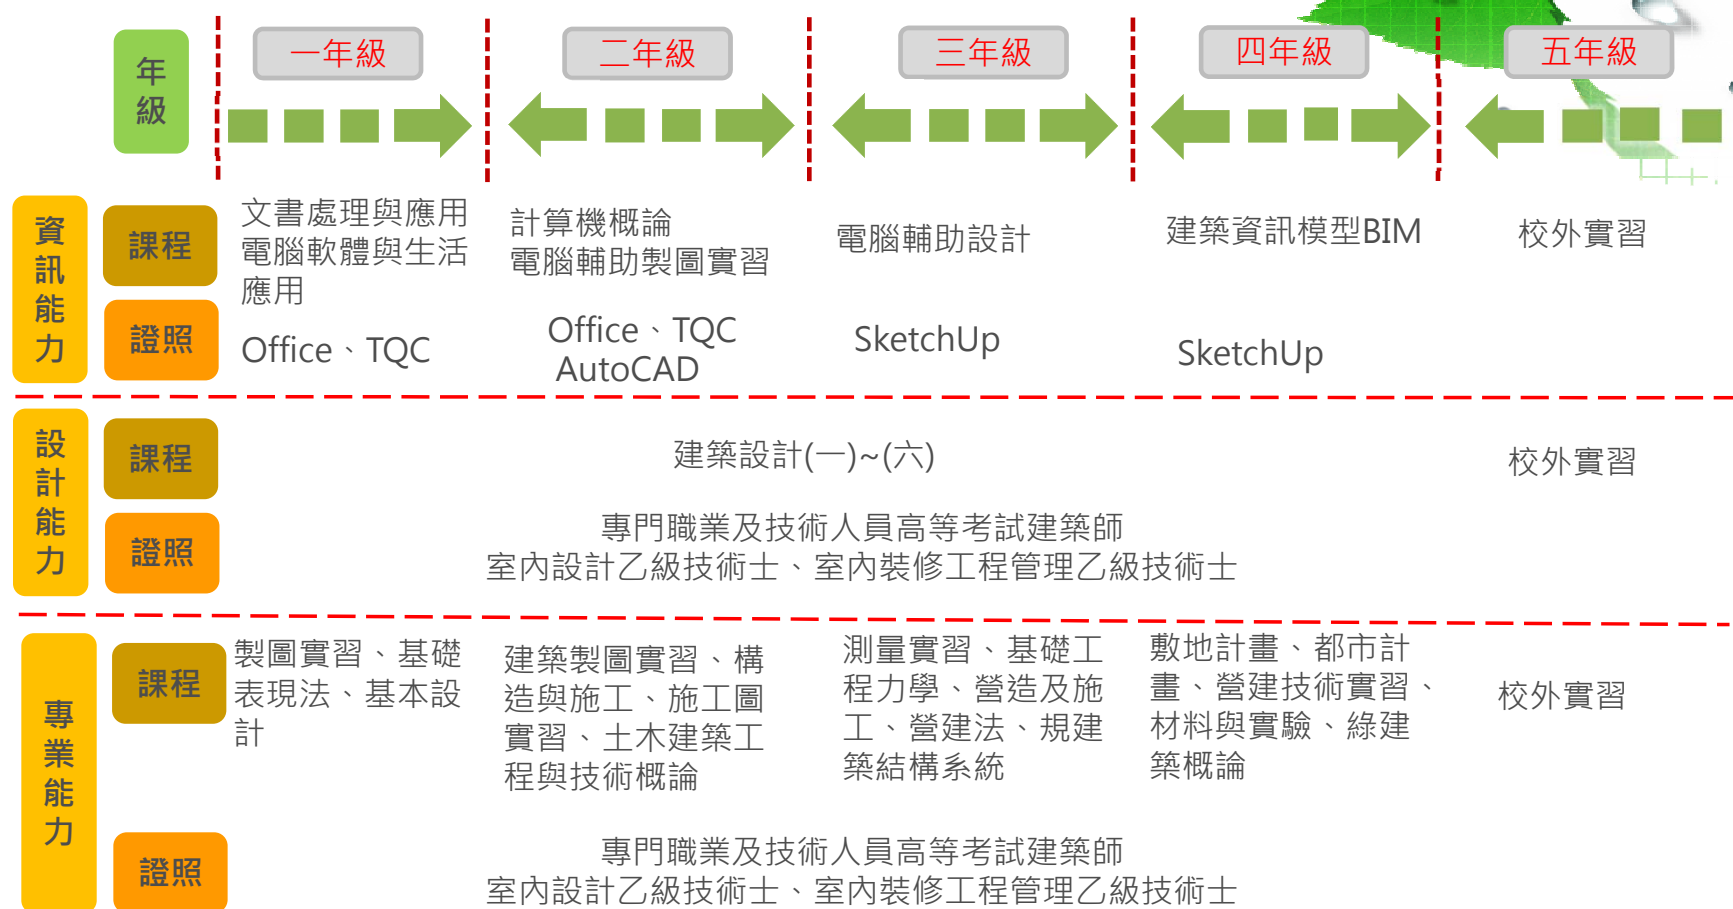 年級
一年級
二年級
三年級
四年級
五年級
資訊能力
課程
文書處理與應用
電腦軟體與生活
應用
計算機概論
電腦輔助製圖實習
電腦輔助設計
建築資訊模型BIM
校外實習
證照
Office、TQC
Office、TQC
AutoCAD
SketchUp
SketchUp
設計能力
課程
建築設計(一)~(六)
校外實習
證照
專門職業及技術人員高等考試建築師
室內設計乙級技術士、室內裝修工程管理乙級技術士
專業能力
課程
製圖實習、基礎
表現法、基本設
計
建築製圖實習、構
造與施工、施工圖
實習、土木建築工
程與技術概論
測量實習、基礎工
程力學、營造及施
工、營建法、規建
築結構系統
敷地計畫、都市計
畫、營建技術實習、
材料與實驗、綠建
築概論
校外實習
證照
專門職業及技術人員高等考試建築師
室內設計乙級技術士、室內裝修工程管理乙級技術士